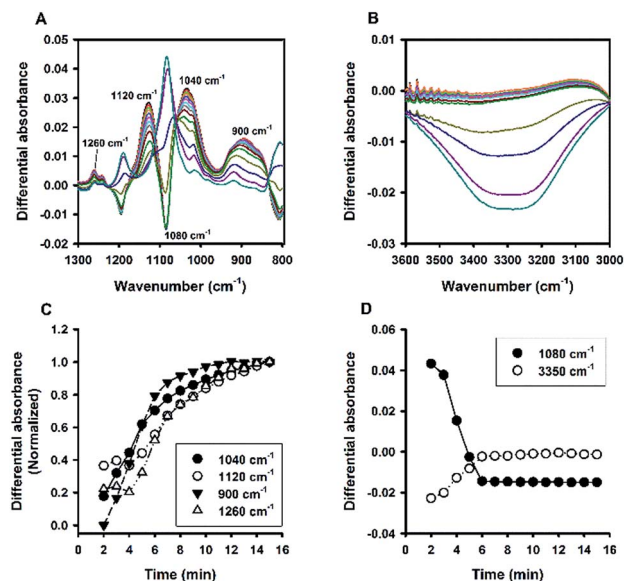 A
Differential absorbance
0.05
0.04
0.03
0.02
0.01
0.00
-0.01
-0.02
1260 cm-1
1120 cm-1
1040 cm-1
900 cm-1
1080 cm-1
1300 1200 1100 1000 900 800
Wavenumber (cm-1)
B
Differential absorbance
0.01
0.00
-0.01
-0.02
-0.03
3600 3500 3400 3300 3200 3100 3000
Wavenumber (cm-1)
C
Differential absorbance
(Normalized)
1.2
1.0
0.8
0.6
0.4
0.2
0.0
1040 cm-1
1120 cm-1
900 cm-1
1260 cm-1
0 2 4 6 8 10 12 14 16
Time (min)
D
Differential absorbance
0.06
0.04
0.02
0.00
-0.02
-0.04
1080 cm-1
3350 cm-1
0 2 4 6 8 10 12 14 16
Time (min)